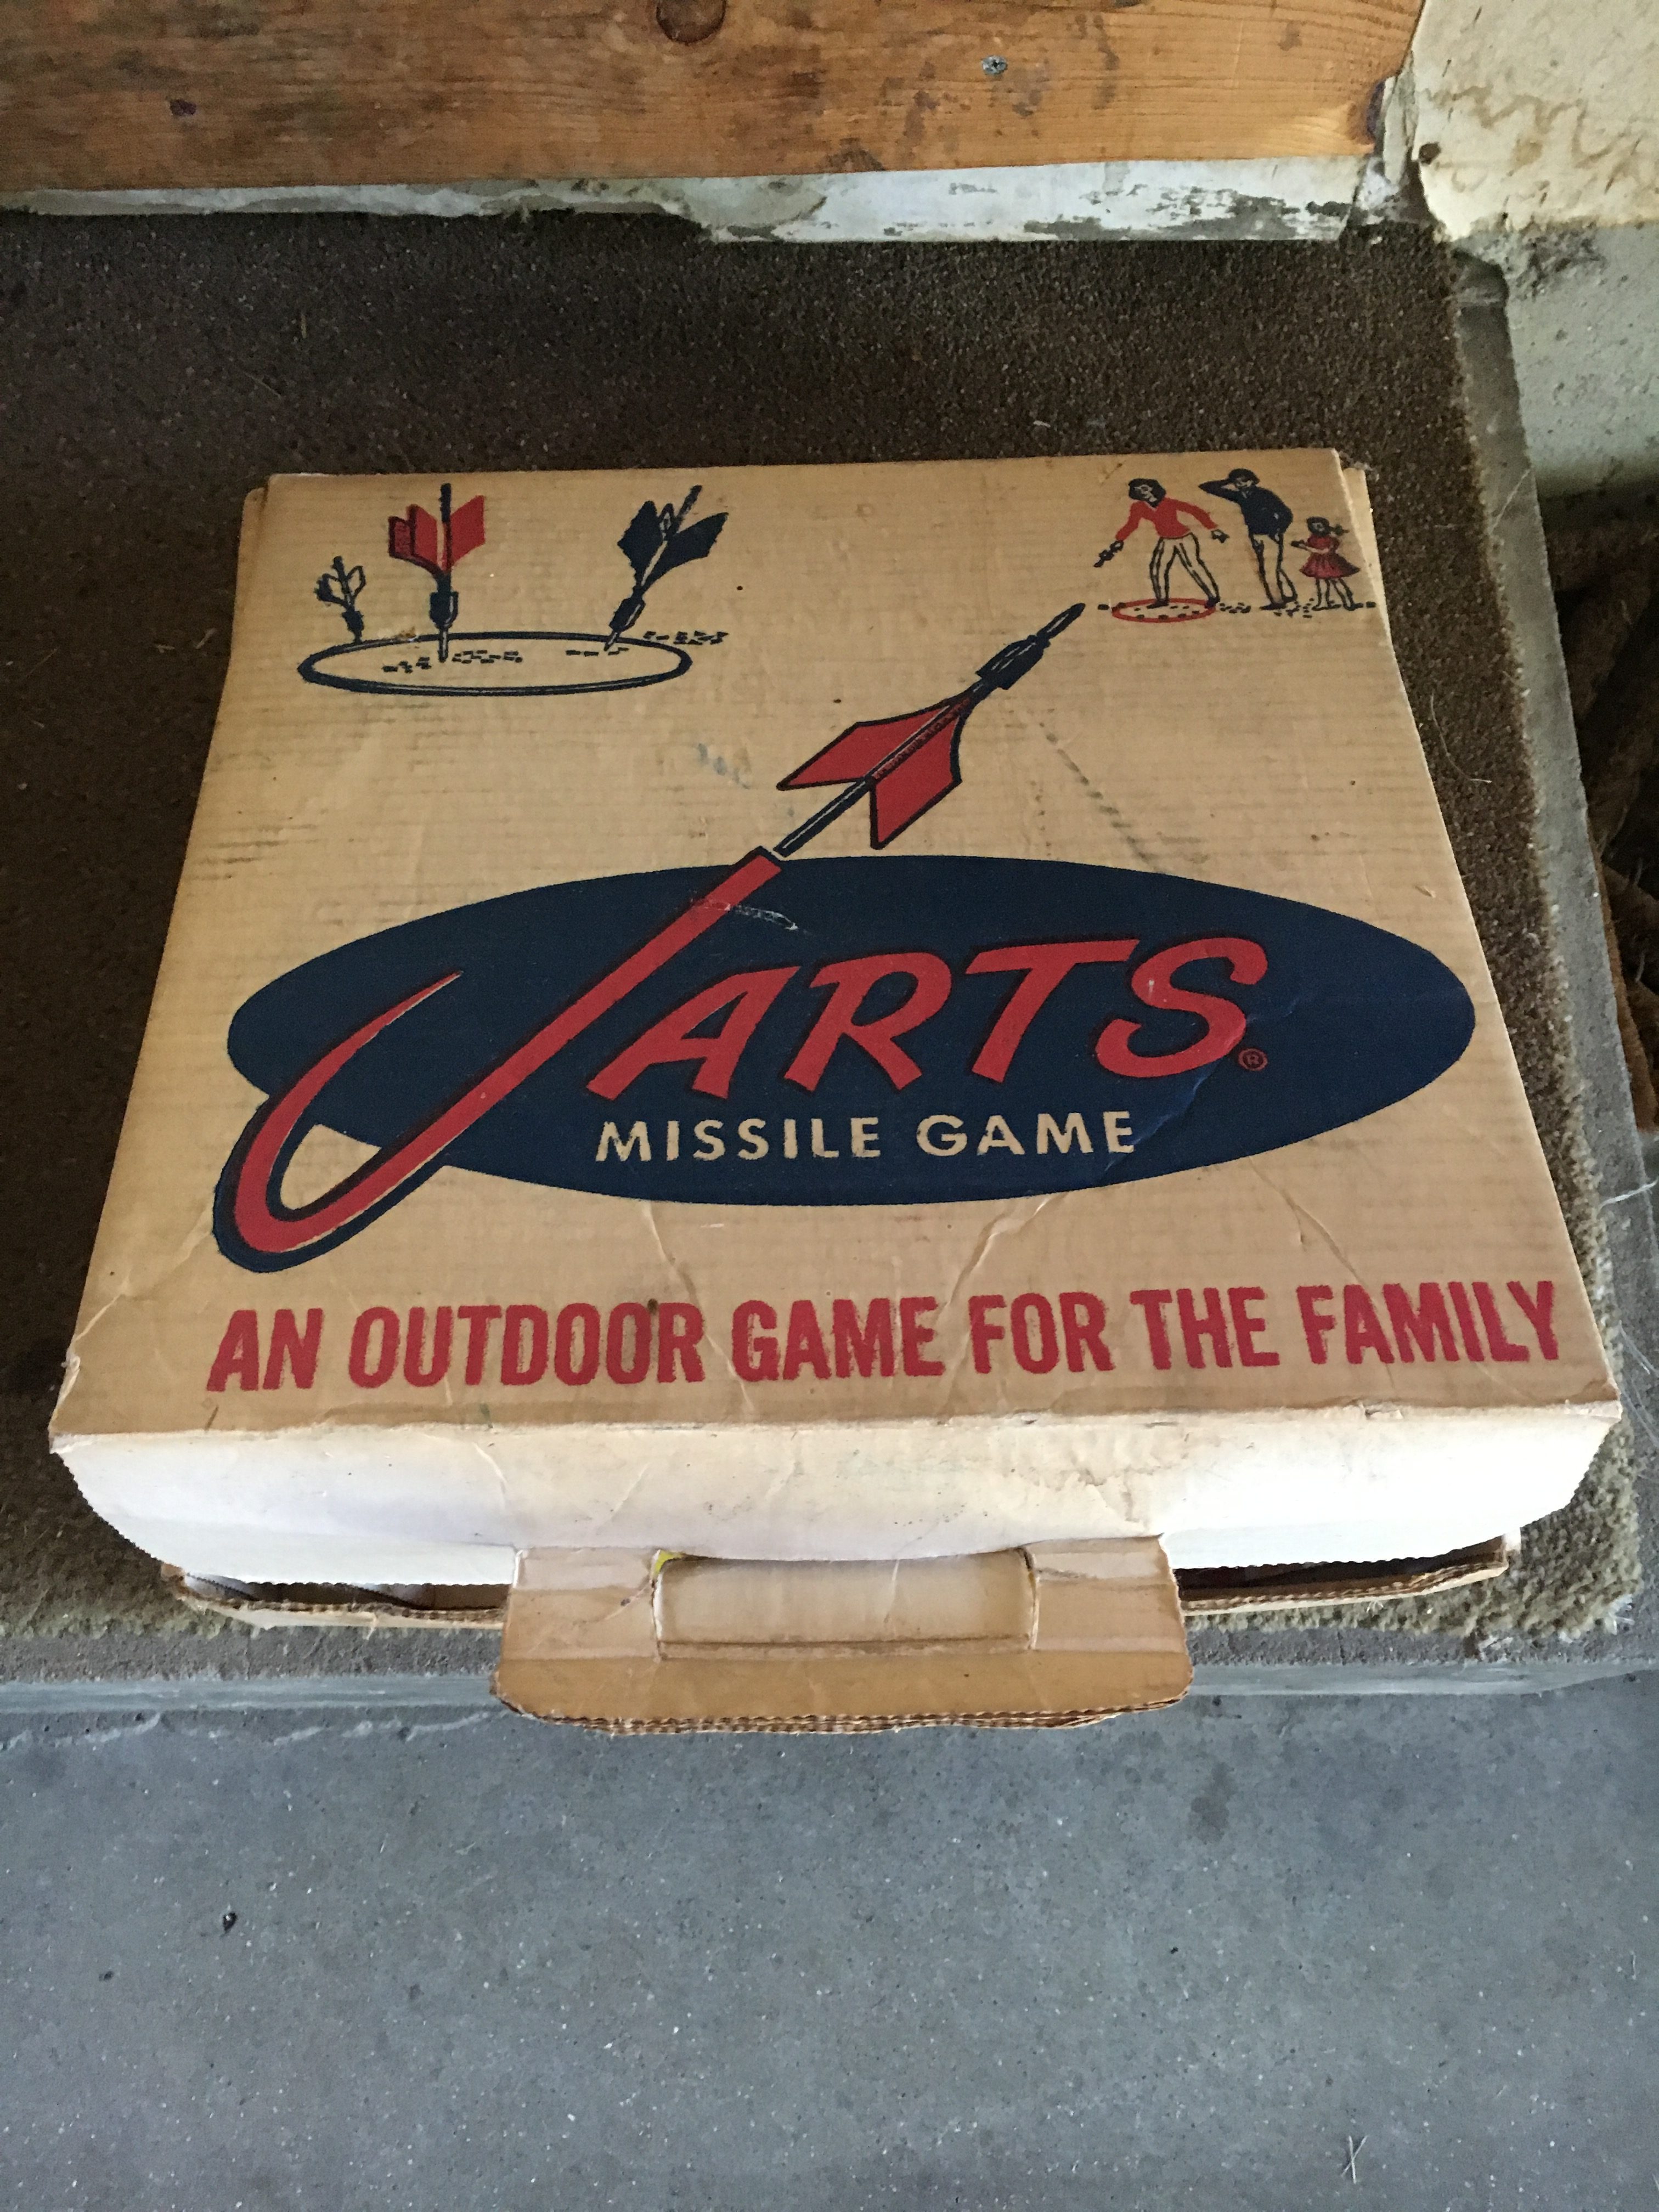 JARTS®
MISSILE GAME
AN OUTDOOR GAME FOR THE FAMILY